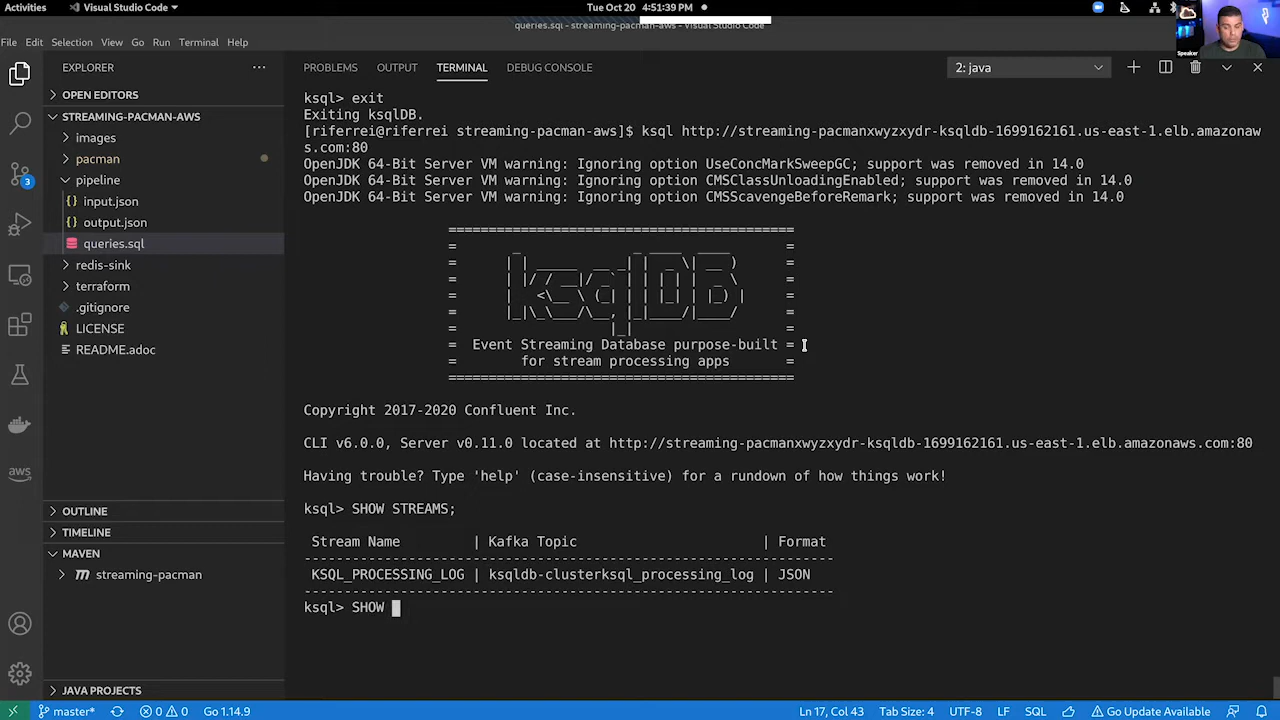 Activities Visual Studio Code Tue Oct 20 4:51:39 PM
queries.sql - streaming-pacman-aws - Visual Studio Code
File Edit Selection View Go Run Terminal Help
Speaker
EXPLORER
PROBLEMS OUTPUT TERMINAL DEBUG CONSOLE 2: java
OPEN EDITORS
STREAMING-PACMAN-AWS
images
pacman
pipeline
input.json
output.json
queries.sql
redis-sink
terraform
.gitignore
LICENSE
README.adoc
OUTLINE
TIMELINE
MAVEN
streaming-pacman
JAVA PROJECTS
3
aws
ksql> exit
Exiting ksqlDB.
[riferrei@riferrei streaming-pacman-aws]$ ksql http://streaming-pacmanxwyzxydr-ksqldb-1699162161.us-east-1.elb.amazonaw
s.com:80
OpenJDK 64-Bit Server VM warning: Ignoring option UseConcMarkSweepGC; support was removed in 14.0
OpenJDK 64-Bit Server VM warning: Ignoring option CMSClassUnloadingEnabled; support was removed in 14.0
OpenJDK 64-Bit Server VM warning: Ignoring option CMSScavengeBeforeRemark; support was removed in 14.0
ksqlDB
= Event Streaming Database purpose-built =
= for stream processing apps =
Copyright 2017-2020 Confluent Inc.
CLI v6.0.0, Server v0.11.0 located at http://streaming-pacmanxwyzxydr-ksqldb-1699162161.us-east-1.elb.amazonaws.com:80
Having trouble? Type 'help' (case-insensitive) for a rundown of how things work!
ksql> SHOW STREAMS;
Stream Name | Kafka Topic | Format
KSQL_PROCESSING_LOG | ksqldb-clusterksql_processing_log | JSON
ksql> SHOW
master* 0 0 Go 1.14.9 Ln 17, Col 43 Tab Size: 4 UTF-8 LF SQL Go Update Available